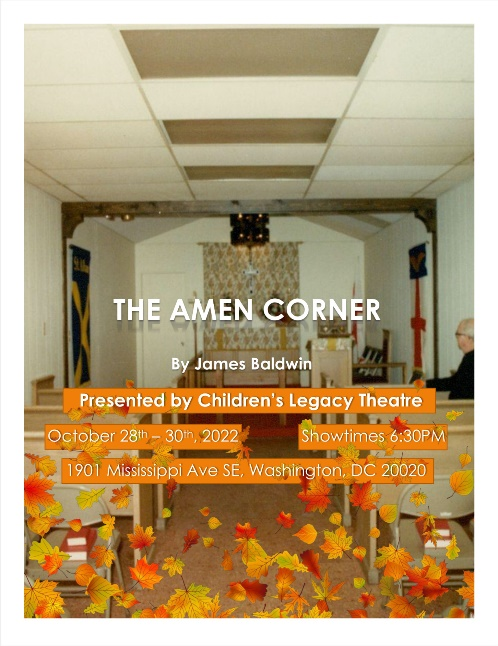 THE AMEN CORNER
By James Baldwin
Presented by Children's Legacy Theatre
October 28th – 30th, 2022 Showtimes 6:30PM
1901 Mississippi Ave SE, Washington, DC 20020